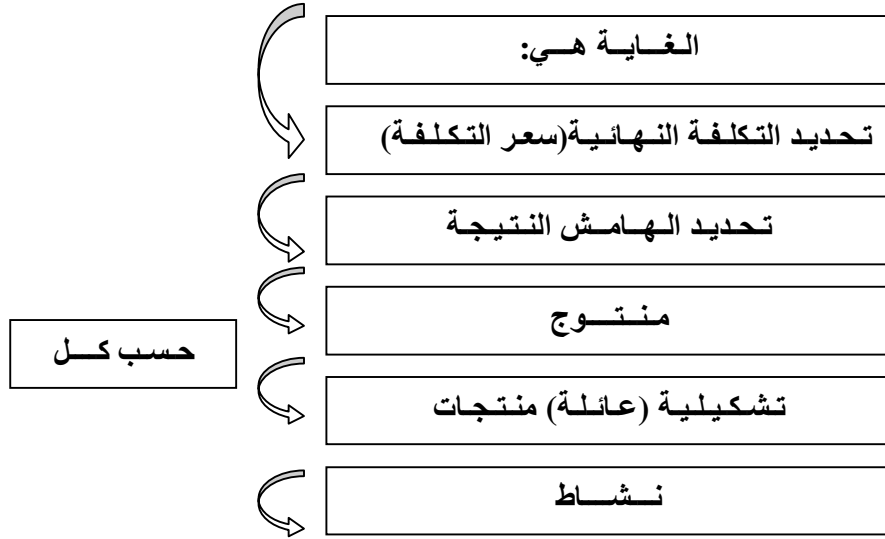 الغاية هي:
تحديد التكلفة النهائية(سعر التكلفة)
تحديد الهامش النتيجة
منتوج
حسب كل
تشكيلية (عائلة) منتجات
نشاط